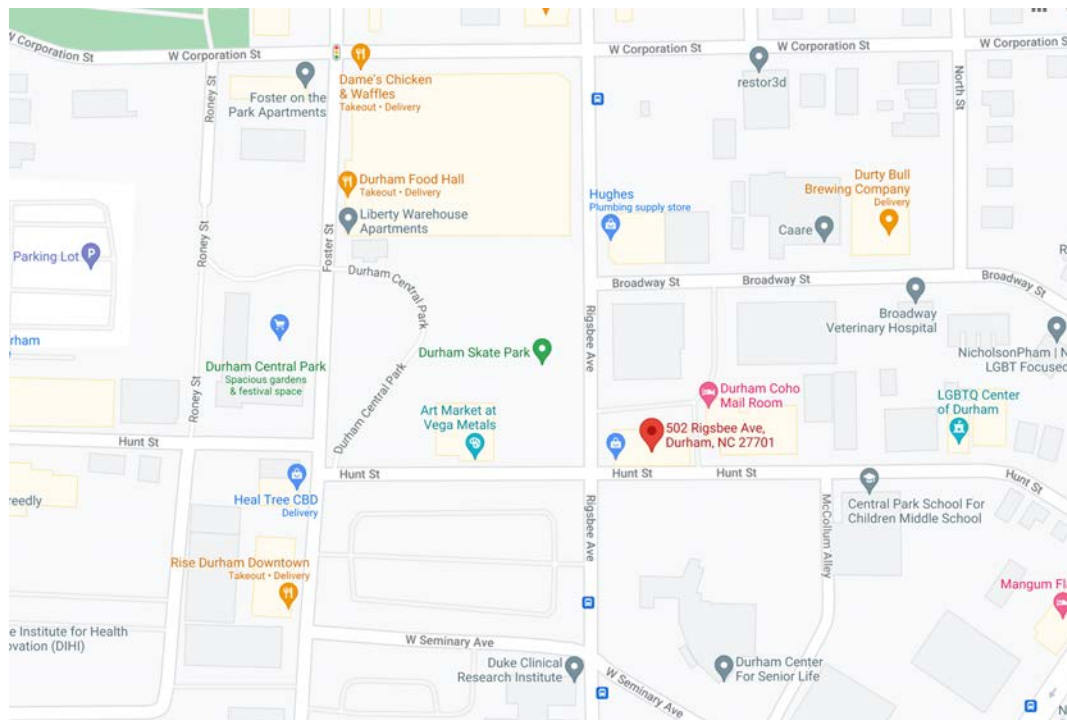 W Corporation St
W Corporation St
W Corporation St
W Corporation St
W Corporation St
Roney St
Foster on the
Park Apartments
Dame's Chicken
& Waffles
Takeout • Delivery
restor3d
North St
Durham Food Hall
Takeout • Delivery
Liberty Warehouse
Apartments
Hughes
Plumbing supply store
Durty Bull
Brewing Company
Delivery
Caare
Parking Lot
P
Roney St
Foster St
Durham Central Park
Broadway St
Broadway St
Broadway St
Rigsbee Ave
Broadway
Veterinary Hospital
Durham Central Park
Spacious gardens
& festival space
Durham Skate Park
NicholsonPham | N
LGBT Focused
Roney St
Durham Central Park
Art Market at
Vega Metals
Durham Coho
Mail Room
LGBTQ Center
of Durham
502 Rigsbee Ave,
Durham, NC 27701
Hunt St
Hunt St
Hunt St
Hunt St
Hunt St
Heal Tree CBD
Delivery
Rigsbee Ave
McCollum Alley
Central Park School For
Children Middle School
Rise Durham Downtown
Takeout • Delivery
W Seminary Ave
W Seminary Ave
Duke Clinical
Research Institute
Durham Center
For Senior Life
e Institute for Health
ovation (DIHI)